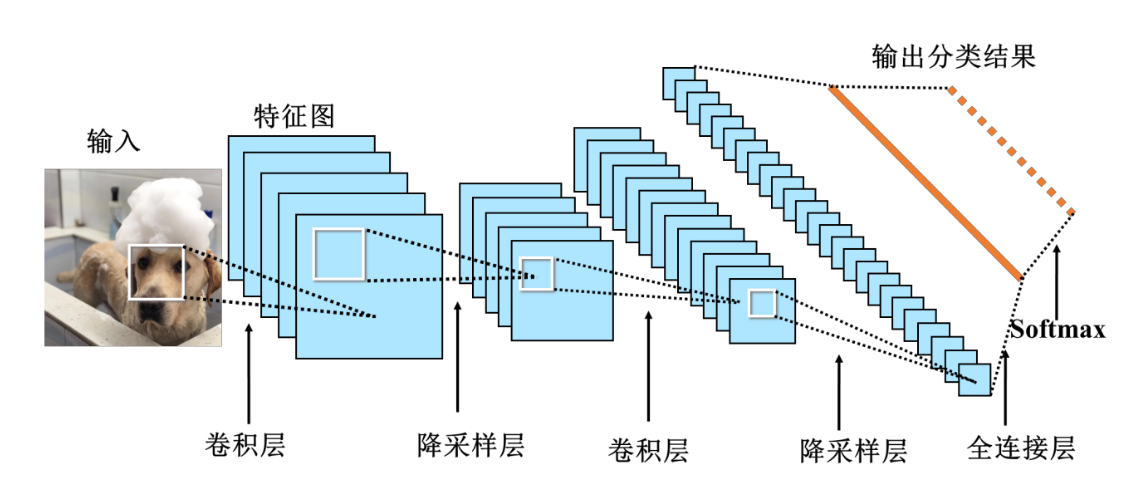 输出分类结果
特征图
输入
Softmax
卷积层
降采样层
卷积层
降采样层
全连接层